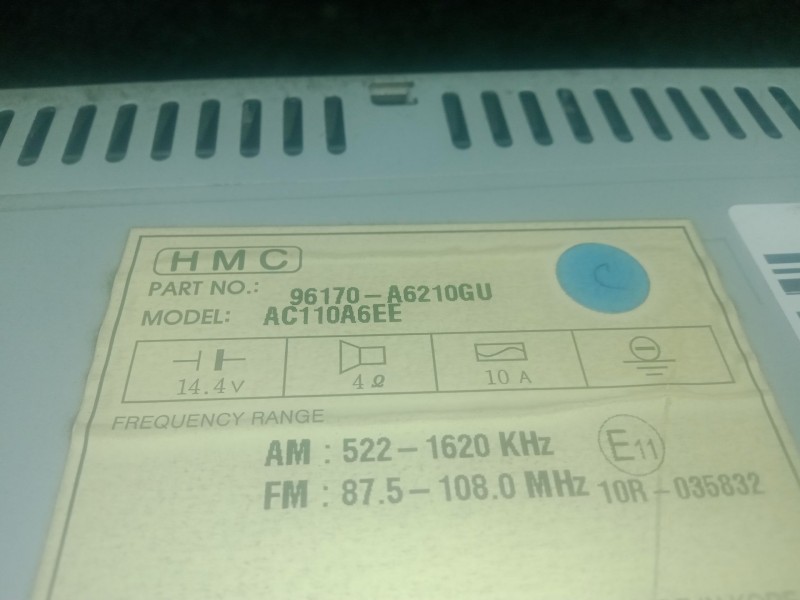 HMC
PART NO.: 96170-A6210GU
MODEL: AC110A6EE
14.4V 4Ω 10 A
FREQUENCY RANGE
AM : 522-1620 KHz E11
FM : 87.5-108.0 MHz 10R-035832